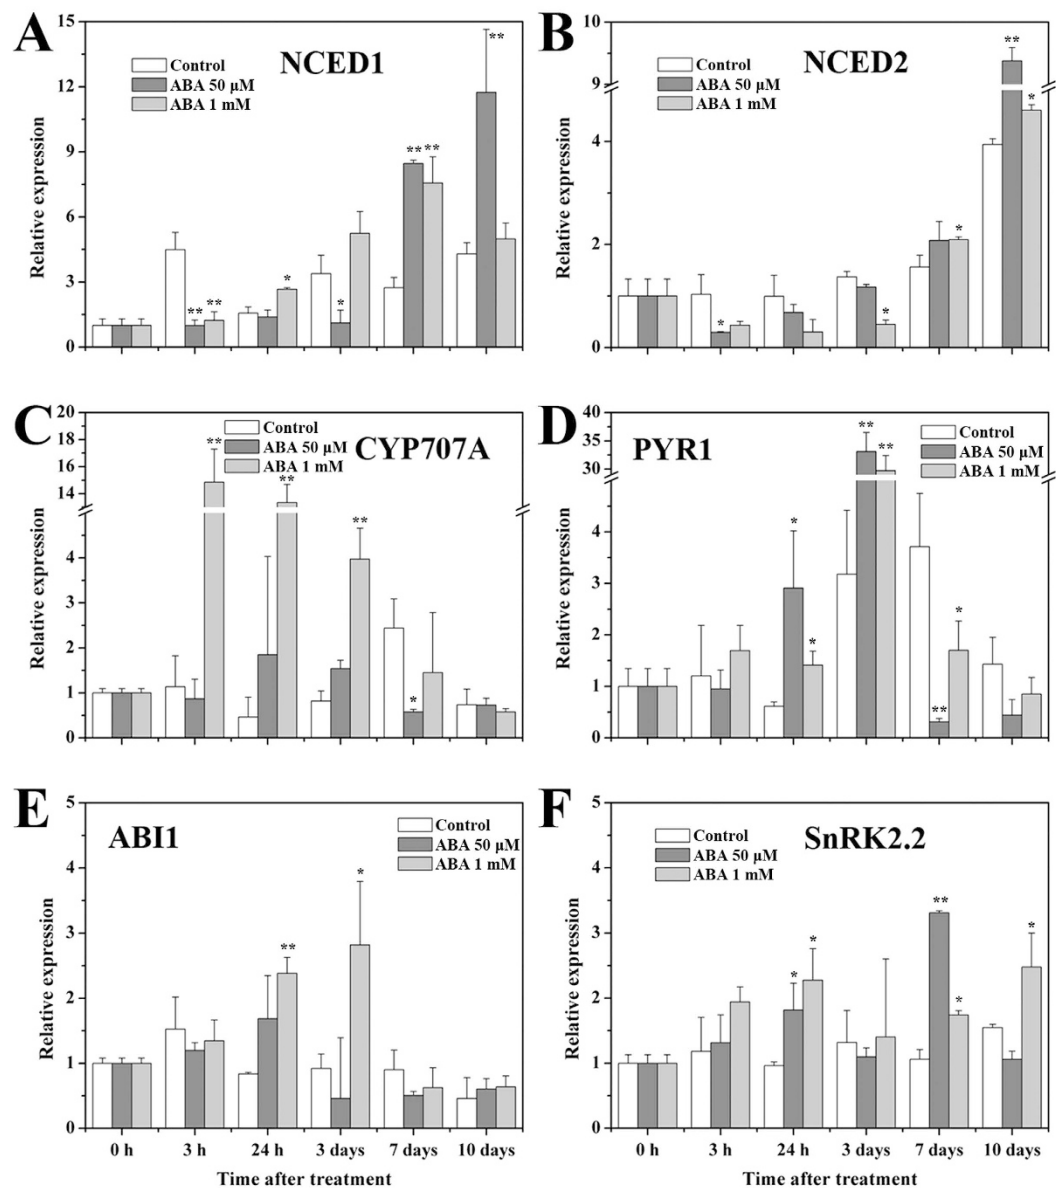 A
NCED1
Control
ABA 50 μM
ABA 1 mM
Relative expression
15
12
9
6
3
0
** ** * * ** ** **
B
NCED2
Control
ABA 50 μM
ABA 1 mM
Relative expression
10
9
4
2
0
* * * ** *
C
CYP707A
Control
ABA 50 μM
ABA 1 mM
Relative expression
20
18
16
14
4
3
2
1
0
** ** ** *
D
PYR1
Control
ABA 50 μM
ABA 1 mM
Relative expression
40
35
30
4
3
2
1
0
* * ** ** ** *
E
ABI1
Control
ABA 50 μM
ABA 1 mM
Relative expression
5
4
3
2
1
0
** *
0 h 3 h 24 h 3 days 7 days 10 days
Time after treatment
F
SnRK2.2
Control
ABA 50 μM
ABA 1 mM
Relative expression
5
4
3
2
1
0
* * ** * *
0 h 3 h 24 h 3 days 7 days 10 days
Time after treatment